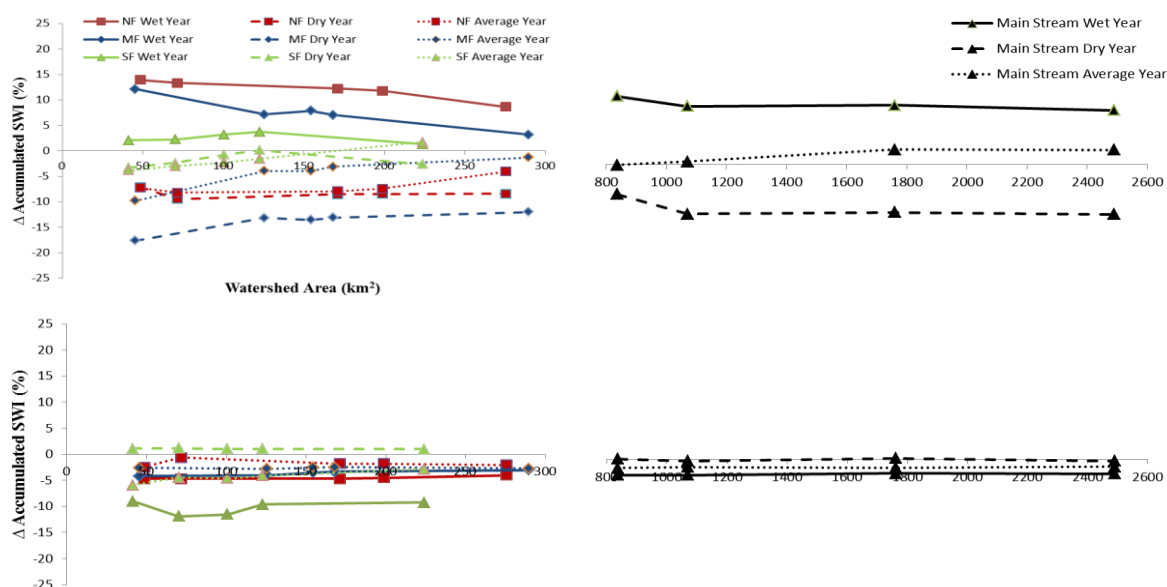 NF Wet Year NF Dry Year NF Average Year
MF Wet Year MF Dry Year MF Average Year
SF Wet Year SF Dry Year SF Average Year
25
20
15
10
5
0
-5
-10
-15
-20
-25
Δ Accumulated SWI (%)
0 50 100 150 200 250 300
Watershed Area (km²)
Main Stream Wet Year
Main Stream Dry Year
Main Stream Average Year
800 1000 1200 1400 1600 1800 2000 2200 2400 2600
25
20
15
10
5
0
-5
-10
-15
-20
-25
Δ Accumulated SWI (%)
0 50 100 150 200 250 300
800 1000 1200 1400 1600 1800 2000 2200 2400 2600